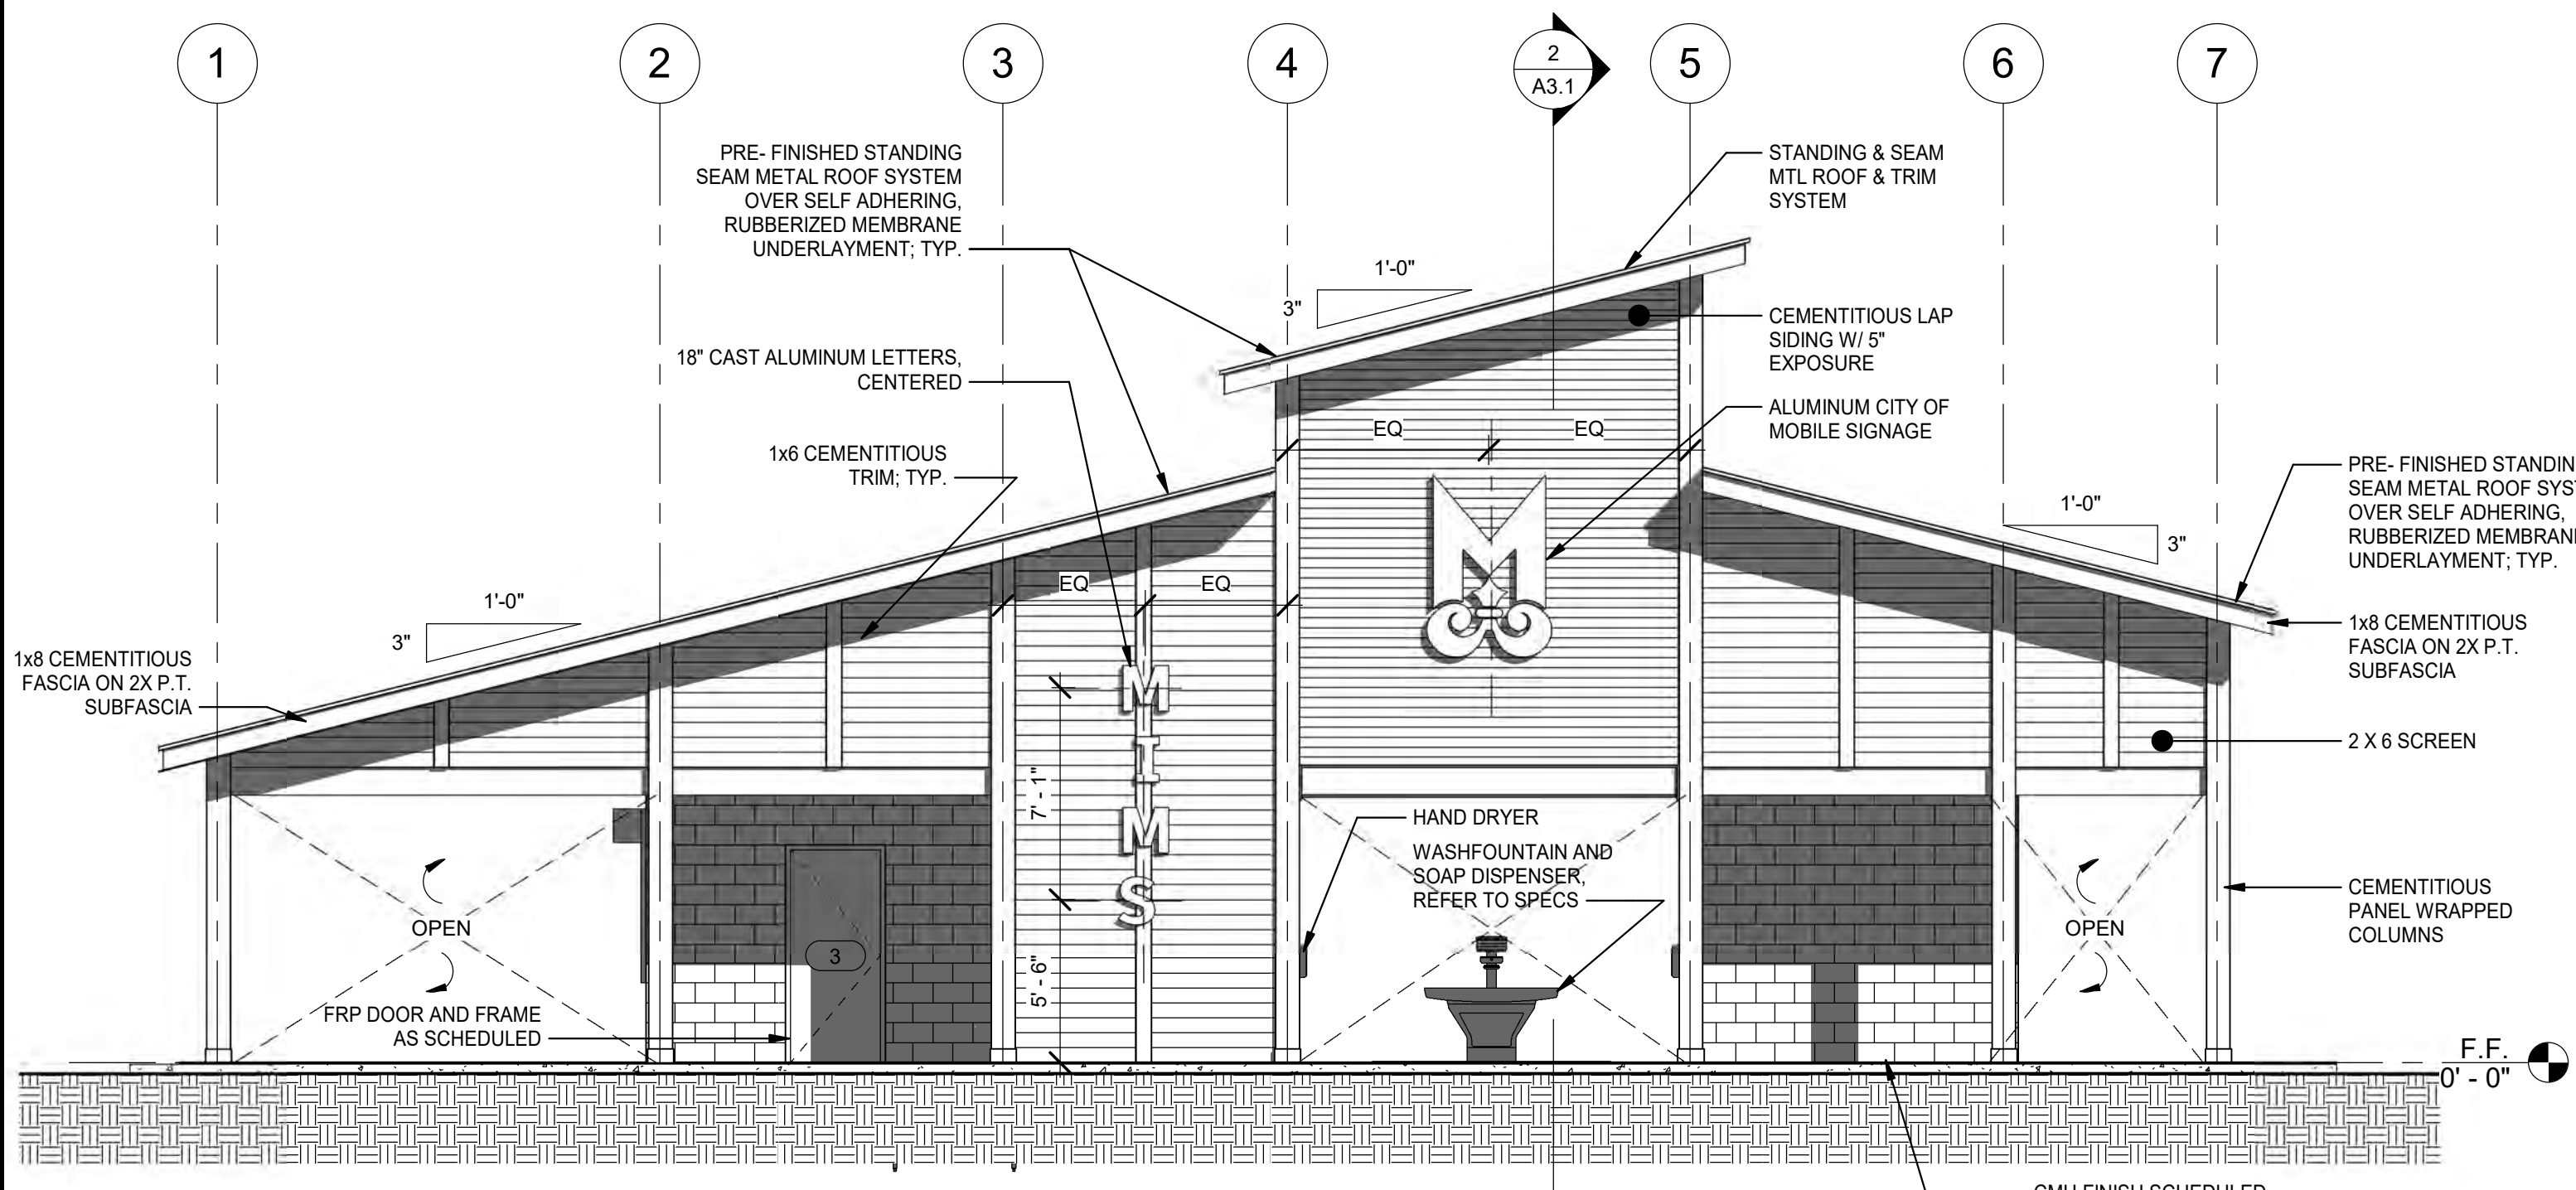 1
2
3
4
2
A3.1
5
6
7
PRE- FINISHED STANDING
SEAM METAL ROOF SYSTEM
OVER SELF ADHERING,
RUBBERIZED MEMBRANE
UNDERLAYMENT; TYP.
STANDING & SEAM
MTL ROOF & TRIM
SYSTEM
1'-0"
3"
CEMENTITIOUS LAP
SIDING W/ 5"
EXPOSURE
18" CAST ALUMINUM LETTERS,
CENTERED
ALUMINUM CITY OF
MOBILE SIGNAGE
EQ
EQ
1x6 CEMENTITIOUS
TRIM; TYP.
PRE- FINISHED STANDIN
SEAM METAL ROOF SYS
OVER SELF ADHERING,
RUBBERIZED MEMBRAN
UNDERLAYMENT; TYP.
1'-0"
3"
M
EQ
EQ
1'-0"
3"
1x8 CEMENTITIOUS
FASCIA ON 2X P.T.
SUBFASCIA
1x8 CEMENTITIOUS
FASCIA ON 2X P.T.
SUBFASCIA
M
I
M
S
2 X 6 SCREEN
7' - 1"
HAND DRYER
WASHFOUNTAIN AND
SOAP DISPENSER,
REFER TO SPECS
CEMENTITIOUS
PANEL WRAPPED
COLUMNS
OPEN
OPEN
3
5' - 6"
FRP DOOR AND FRAME
AS SCHEDULED
F.F.
0' - 0"
CMU FINISH SCHEDULED